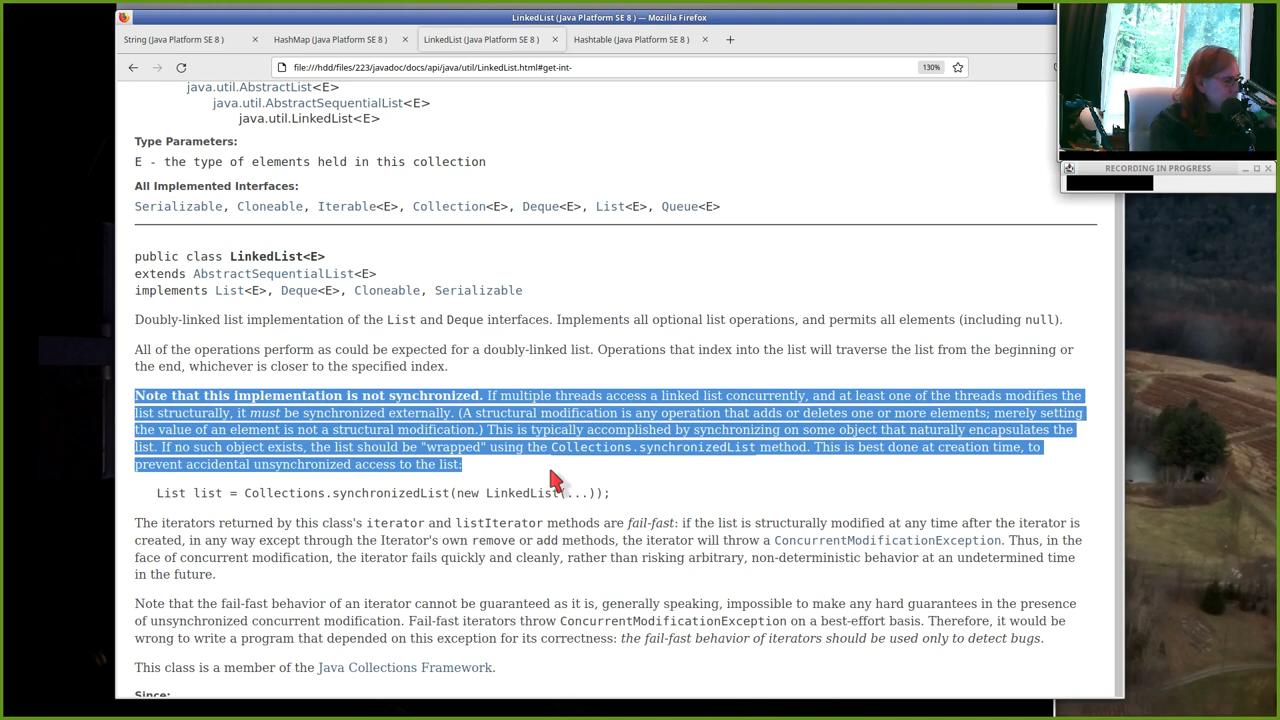 LinkedList (Java Platform SE 8 ) — Mozilla Firefox
String (Java Platform SE 8 )
HashMap (Java Platform SE 8 )
LinkedList (Java Platform SE 8 )
Hashtable (Java Platform SE 8 )
file:///hdd/files/223/javadoc/docs/api/java/util/LinkedList.html#get-int-
130%
RECORDING IN PROGRESS
java.util.AbstractList<E>
java.util.AbstractSequentialList<E>
java.util.LinkedList<E>
Type Parameters:
E - the type of elements held in this collection
All Implemented Interfaces:
Serializable, Cloneable, Iterable<E>, Collection<E>, Deque<E>, List<E>, Queue<E>
public class LinkedList<E>
extends AbstractSequentialList<E>
implements List<E>, Deque<E>, Cloneable, Serializable
Doubly-linked list implementation of the List and Deque interfaces. Implements all optional list operations, and permits all elements (including null).
All of the operations perform as could be expected for a doubly-linked list. Operations that index into the list will traverse the list from the beginning or
the end, whichever is closer to the specified index.
Note that this implementation is not synchronized. If multiple threads access a linked list concurrently, and at least one of the threads modifies the
list structurally, it must be synchronized externally. (A structural modification is any operation that adds or deletes one or more elements; merely setting
the value of an element is not a structural modification.) This is typically accomplished by synchronizing on some object that naturally encapsulates the
list. If no such object exists, the list should be "wrapped" using the Collections.synchronizedList method. This is best done at creation time, to
prevent accidental unsynchronized access to the list:
List list = Collections.synchronizedList(new LinkedList(...));
The iterators returned by this class's iterator and listIterator methods are fail-fast: if the list is structurally modified at any time after the iterator is
created, in any way except through the Iterator's own remove or add methods, the iterator will throw a ConcurrentModificationException. Thus, in the
face of concurrent modification, the iterator fails quickly and cleanly, rather than risking arbitrary, non-deterministic behavior at an undetermined time
in the future.
Note that the fail-fast behavior of an iterator cannot be guaranteed as it is, generally speaking, impossible to make any hard guarantees in the presence
of unsynchronized concurrent modification. Fail-fast iterators throw ConcurrentModificationException on a best-effort basis. Therefore, it would be
wrong to write a program that depended on this exception for its correctness: the fail-fast behavior of iterators should be used only to detect bugs.
This class is a member of the Java Collections Framework.
Since: